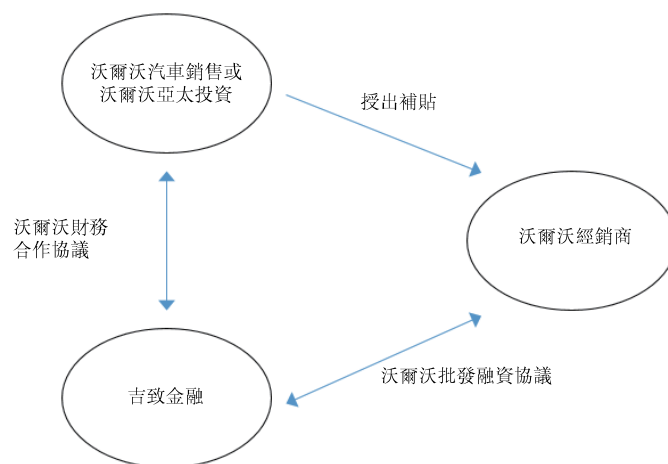 沃爾沃汽車銷售或
沃爾沃亞太投資
授出補貼
沃爾沃財務
合作協議
沃爾沃經銷商
沃爾沃批發融資協議
吉致金融